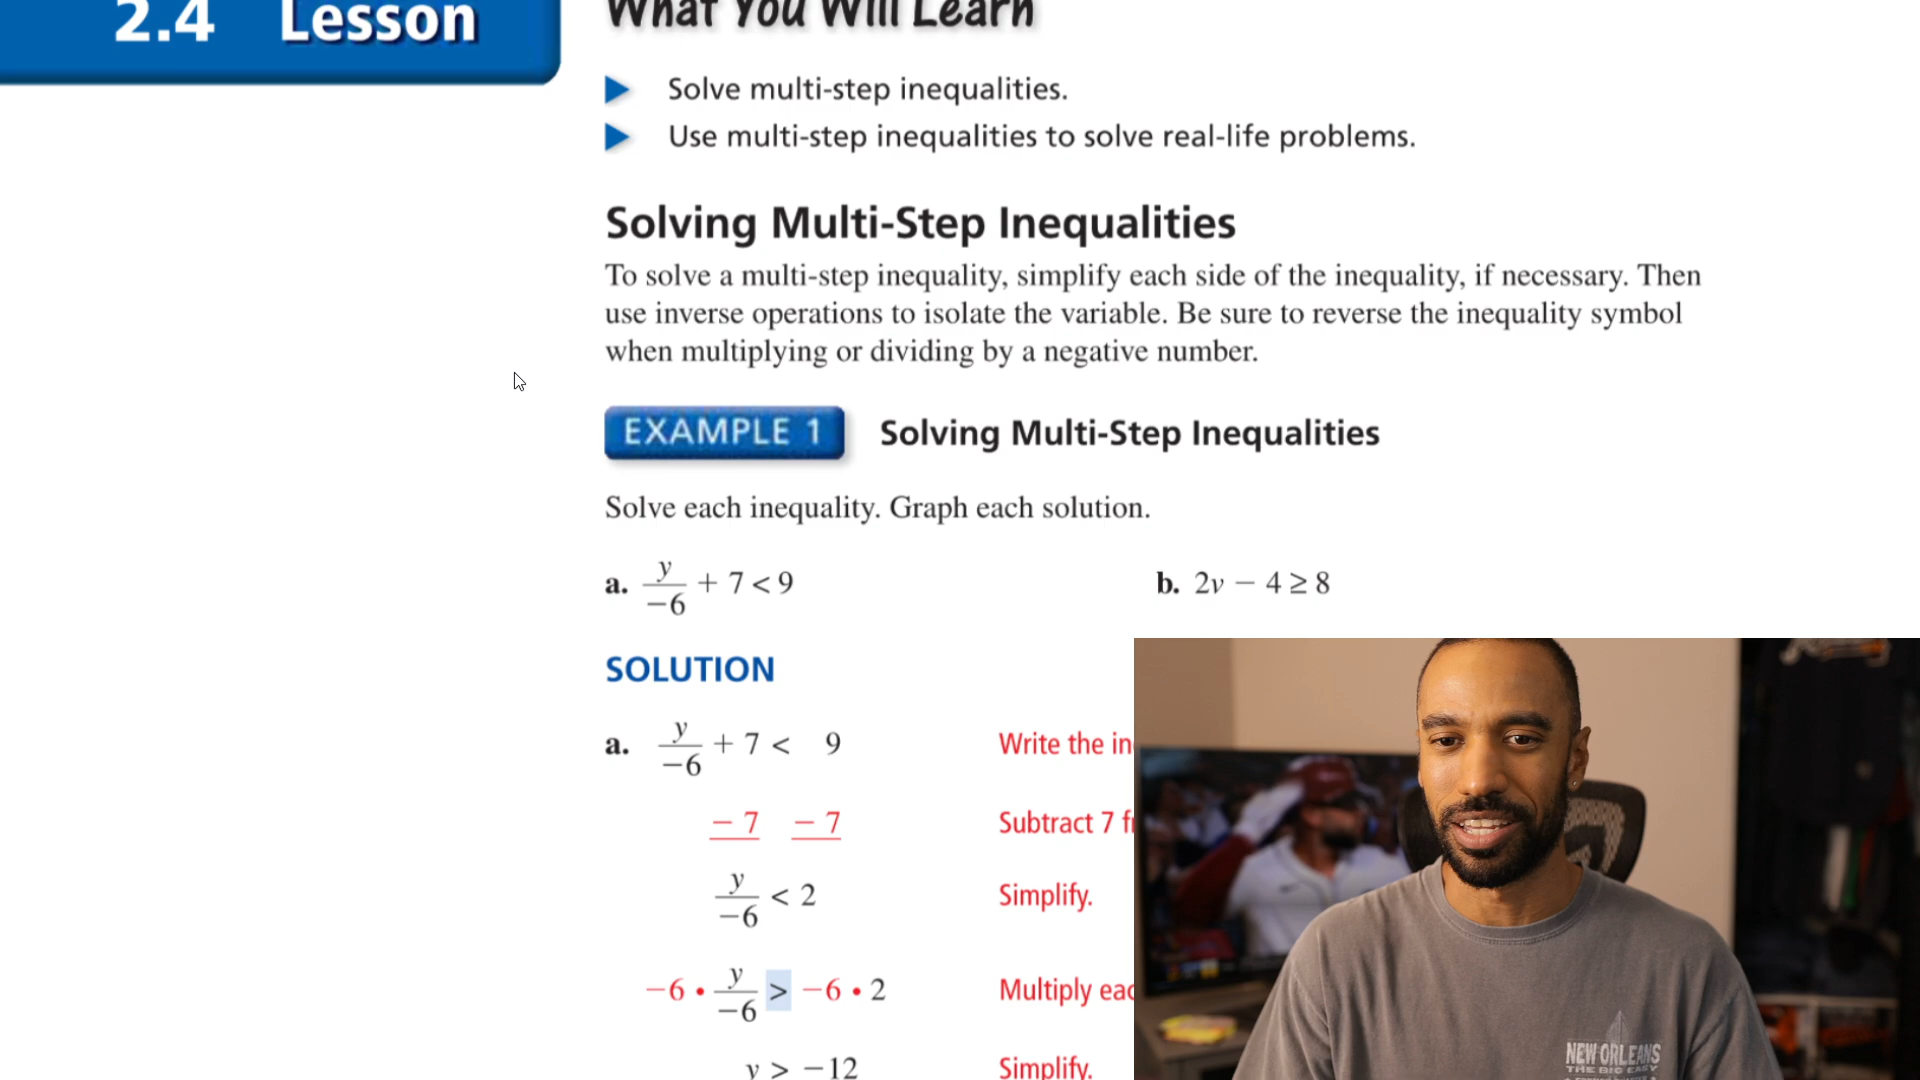 2.4 Lesson
What You Will Learn
Solve multi-step inequalities.
Use multi-step inequalities to solve real-life problems.
Solving Multi-Step Inequalities
To solve a multi-step inequality, simplify each side of the inequality, if necessary. Then
use inverse operations to isolate the variable. Be sure to reverse the inequality symbol
when multiplying or dividing by a negative number.
EXAMPLE 1 Solving Multi-Step Inequalities
Solve each inequality. Graph each solution.
a. y/−6 + 7 < 9
b. 2v − 4 ≥ 8
SOLUTION
a. y/−6 + 7 < 9 Write the in
− 7 − 7 Subtract 7 f
y/−6 < 2 Simplify.
−6 • y/−6 > −6 • 2 Multiply eac
y > −12 Simplify.
NEW ORLEANS
THE BIG EASY